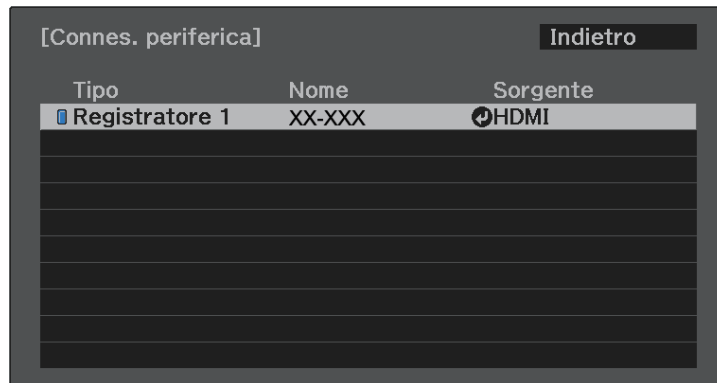 [Connes. periferica] Indietro
Tipo Nome Sorgente
Registratore 1 XX-XXX HDMI